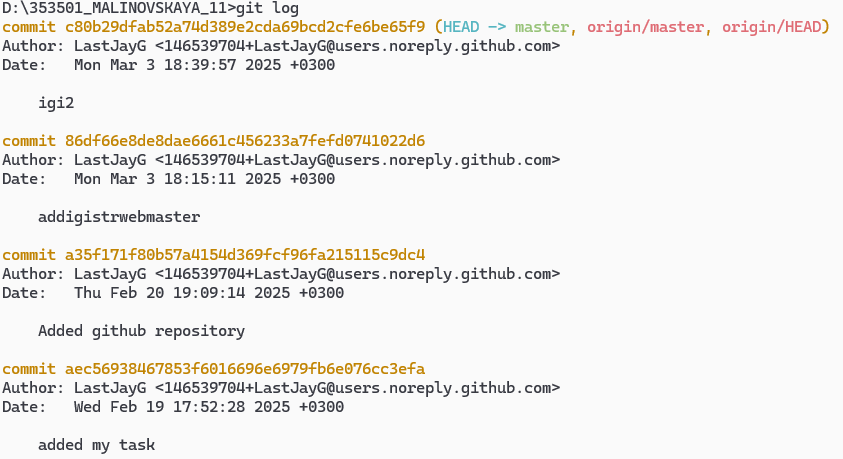 D:\353501_MALINOVSKAYA_11>git log
commit c80b29dfab52a74d389e2cda69bcd2cfe6be65f9 (HEAD -> master, origin/master, origin/HEAD)
Author: LastJayG <146539704+LastJayG@users.noreply.github.com>
Date:   Mon Mar 3 18:39:57 2025 +0300
igi2
commit 86df66e8de8dae6661c456233a7fefd0741022d6
Author: LastJayG <146539704+LastJayG@users.noreply.github.com>
Date:   Mon Mar 3 18:15:11 2025 +0300
addigistrwebmaster
commit a35f171f80b57a4154d369fcf96fa215115c9dc4
Author: LastJayG <146539704+LastJayG@users.noreply.github.com>
Date:   Thu Feb 20 19:09:14 2025 +0300
Added github repository
commit aec56938467853f6016696e6979fb6e076cc3efa
Author: LastJayG <146539704+LastJayG@users.noreply.github.com>
Date:   Wed Feb 19 17:52:28 2025 +0300
added my task